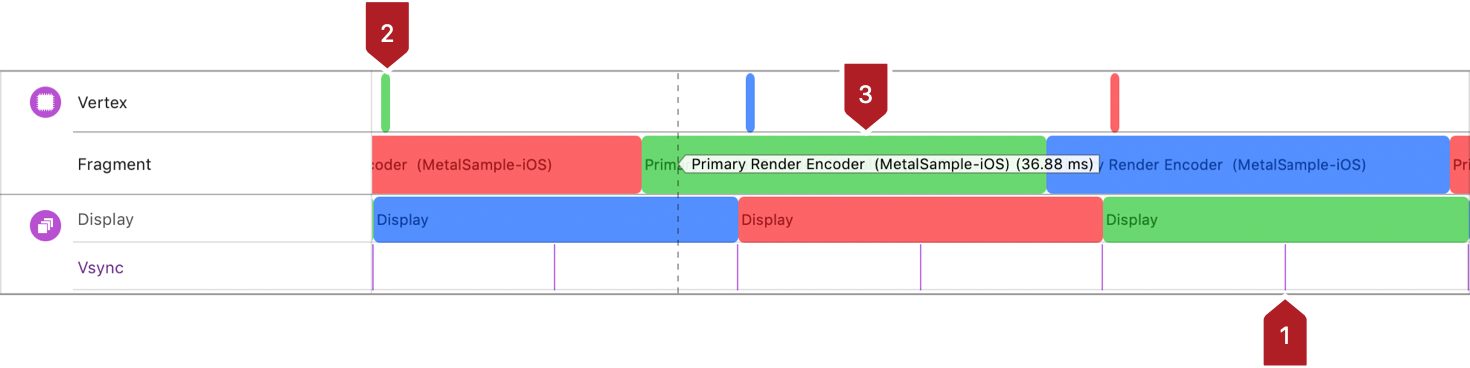 2
3
Vertex
Fragment
coder (MetalSample-iOS)
Prim
Primary Render Encoder (MetalSample-iOS) (36.88 ms)
Render Encoder (MetalSample-iOS)
Pri
Display
Display
Display
Display
Vsync
1